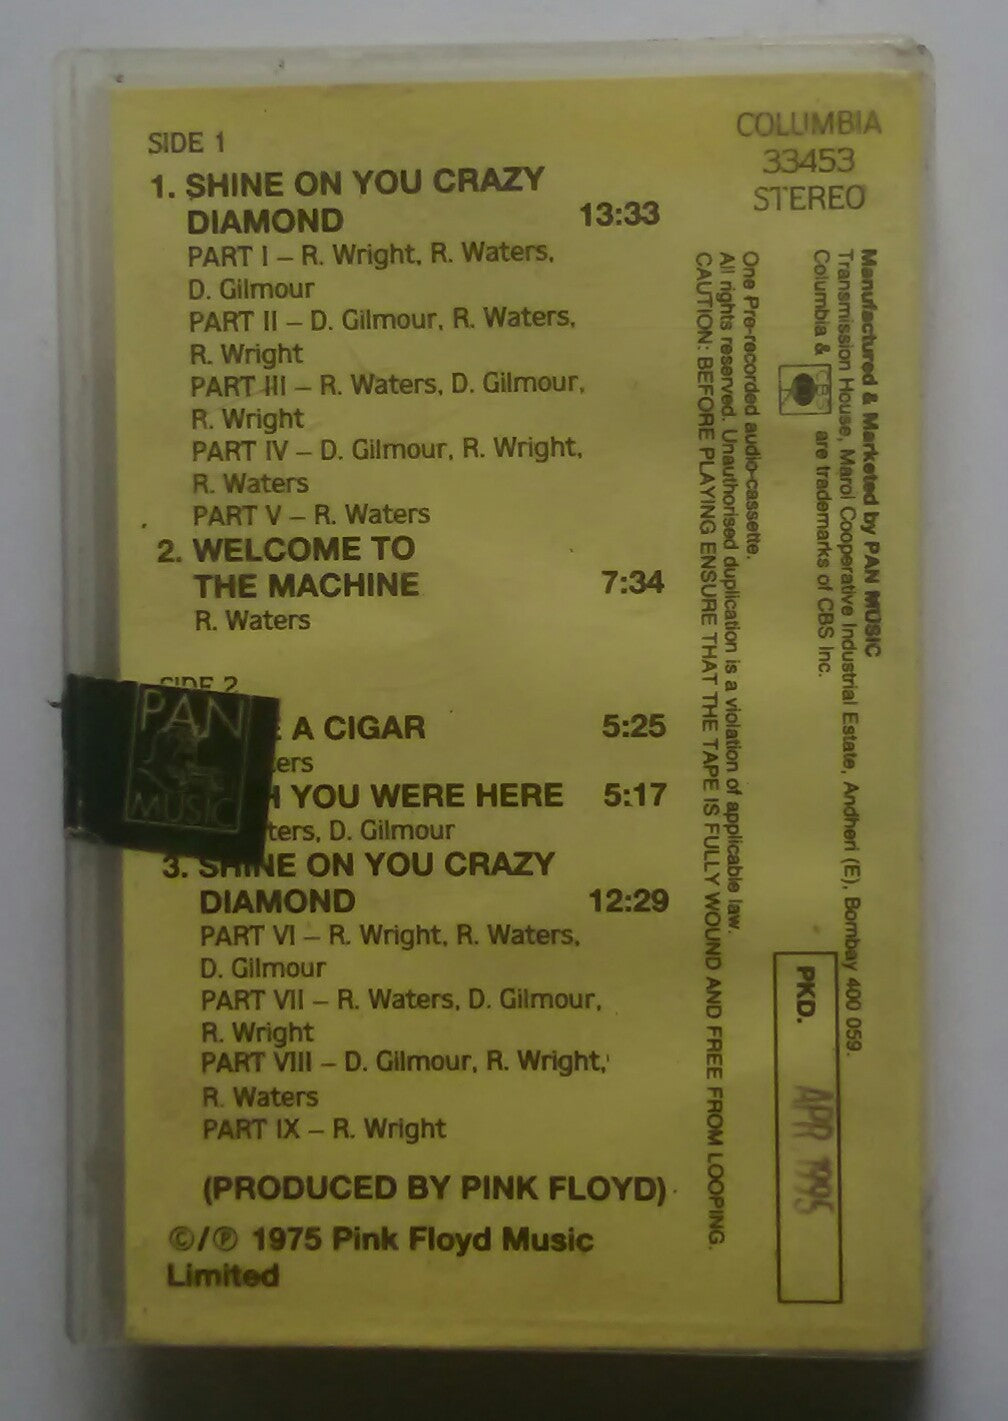 SIDE 1
1. SHINE ON YOU CRAZY
DIAMOND 13:33
PART I – R. Wright, R. Waters,
D. Gilmour
PART II – D. Gilmour, R. Waters,
R. Wright
PART III – R. Waters, D. Gilmour,
R. Wright
PART IV – D. Gilmour, R. Wright,
R. Waters
PART V – R. Waters
2. WELCOME TO
THE MACHINE 7:34
R. Waters
SIDE 2
A CIGAR 5:25
YOU WERE HERE 5:17
D. Gilmour
3. SHINE ON YOU CRAZY
DIAMOND 12:29
PART VI – R. Wright, R. Waters,
D. Gilmour
PART VII – R. Waters, D. Gilmour,
R. Wright
PART VIII – D. Gilmour, R. Wright,
R. Waters
PART IX – R. Wright
(PRODUCED BY PINK FLOYD)
©/℗ 1975 Pink Floyd Music
Limited
PAN
MUSIC
COLUMBIA
33453
STEREO
Manufactured & Marketed by PAN MUSIC
Transmission House, Marol Cooperative Industrial Estate, Andheri (E), Bombay 400 059.
Columbia & CBS are trademarks of CBS Inc.
One Pre-recorded audio-cassette.
All rights reserved. Unauthorised duplication is a violation of applicable law.
CAUTION: BEFORE PLAYING ENSURE THAT THE TAPE IS FULLY WOUND AND FREE FROM LOOPING.
PKD. APR 1995